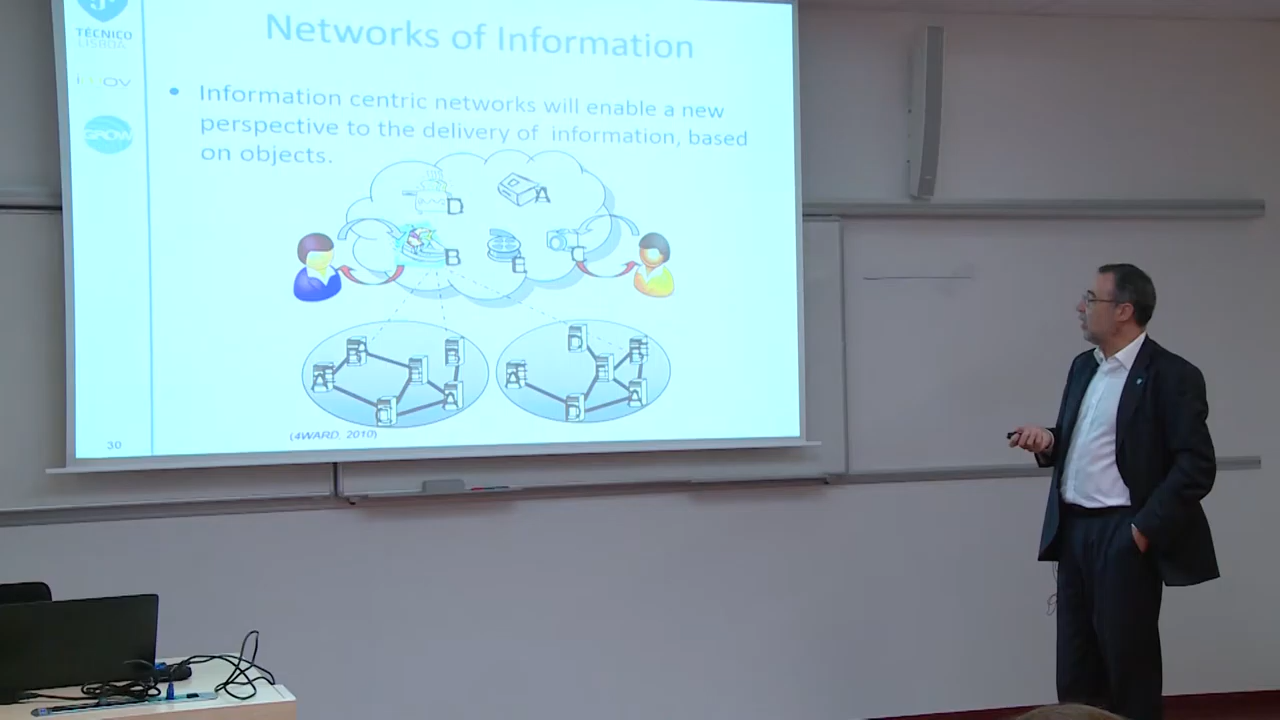 TÉCNICO
LISBOA
Networks of Information
• Information centric networks will enable a new
perspective to the delivery of information, based
on objects.
GROW
D
A
B
E
C
A
B
A
C
A
D
A
A
(4WARD, 2010)
30